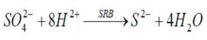 SO₄²⁻ + 8H²⁺ —SRB→ S²⁻ + 4H₂O